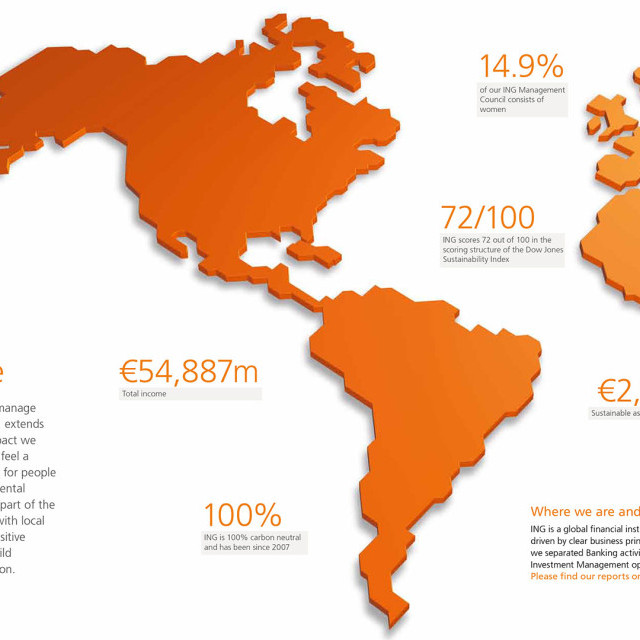 14.9%
of our ING Management
Council consists of
women
72/100
ING scores 72 out of 100 in the
scoring structure of the Dow Jones
Sustainability Index
€54,887m
Total income
e
manage
extends
pact we
feel a
for people
ental
part of the
with local
sitive
ild
on.
100%
ING is 100% carbon neutral
and has been since 2007
€2,
Sustainable as
Where we are and
ING is a global financial inst
driven by clear business prin
we separated Banking activi
Investment Management op
Please find our reports on